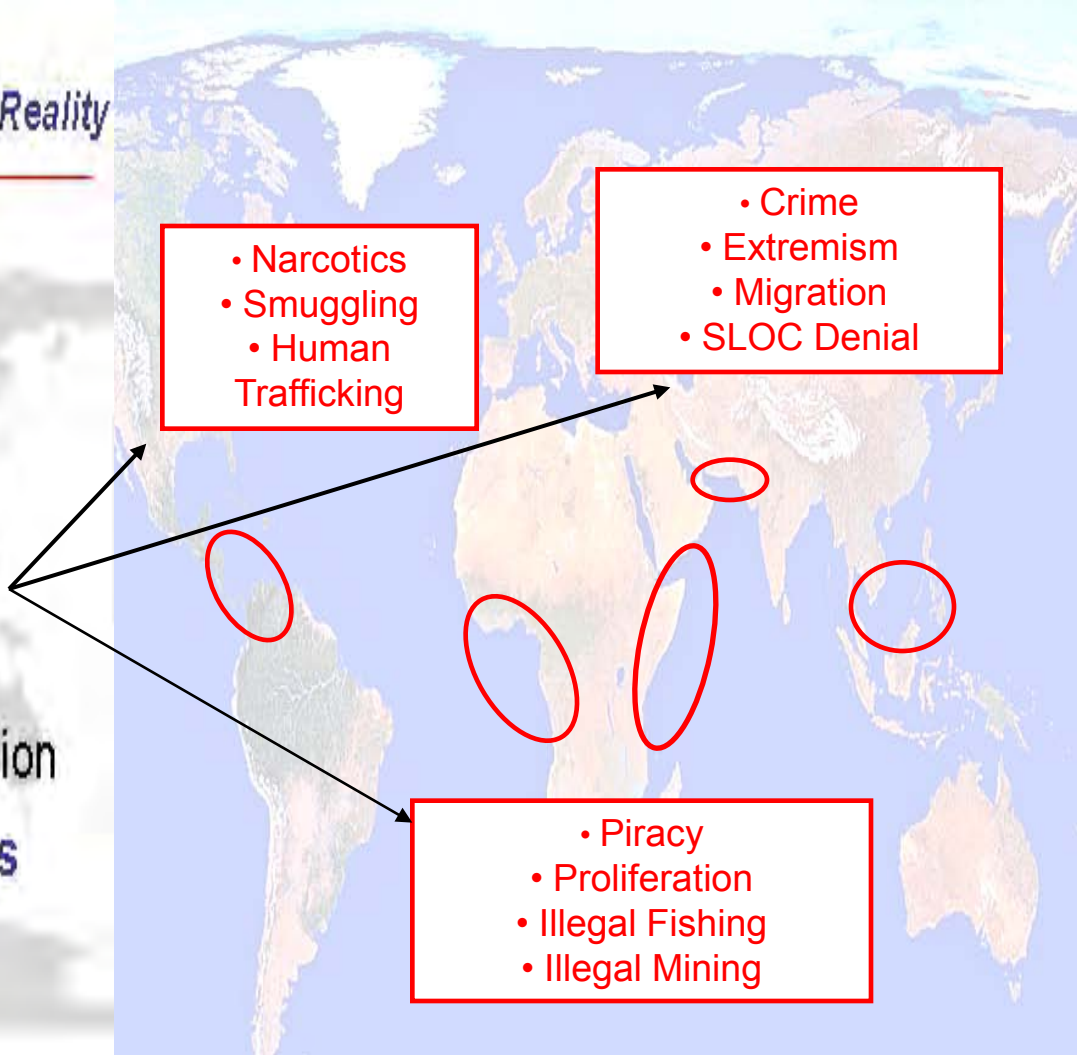 Reality
• Narcotics
• Smuggling
• Human
Trafficking
• Crime
• Extremism
• Migration
• SLOC Denial
ion
s
• Piracy
• Proliferation
• Illegal Fishing
• Illegal Mining